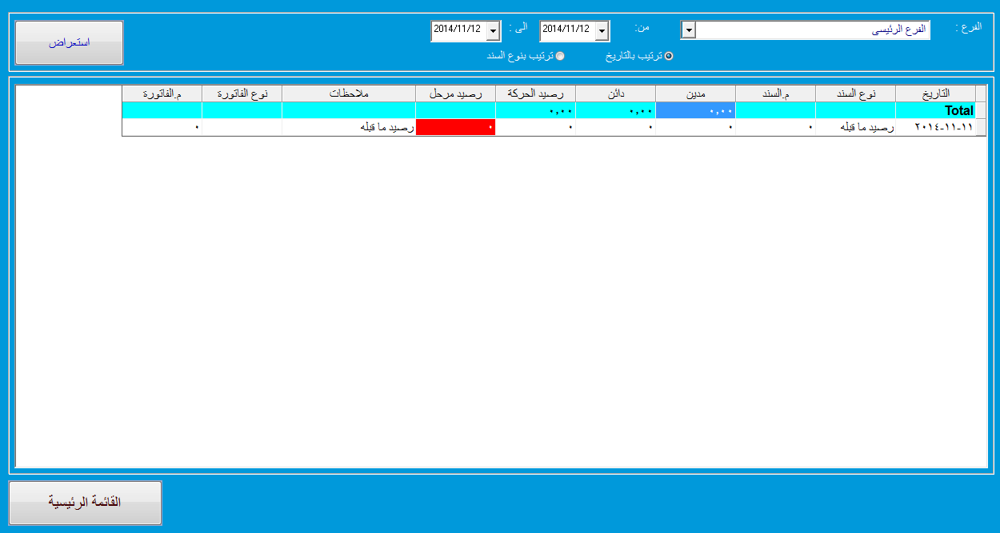 الفرع : الفرع الرئيسى من: 2014/11/12 الى : 2014/11/12 استعراض
ترتيب بالتاريخ ترتيب بنوع السند
التاريخ نوع السند م.السند مدين دائن رصيد الحركة رصيد مرحل ملاحظات نوع الفاتورة م.الفاتورة
Total ٠,٠٠ ٠,٠٠ ٠,٠٠
٢٠١٤-١١-١١ رصيد ما قبله ٠ ٠ ٠ ٠ ٠ رصيد ما قبله ٠
القائمة الرئيسية